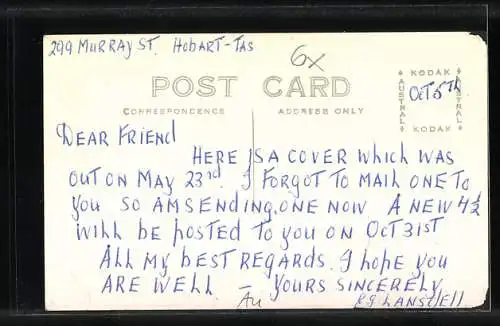 299 MURRAY ST. HOBART-TAS
6x
POST CARD
CORRESPONDENCE ADDRESS ONLY
KODAK
AUSTRAL
AUSTRAL
KODAK
OCT 5TH
DEAR FRIEND
HERE IS A COVER WHICH WAS
OUT ON MAY 23rd. I FORGOT TO MAIL ONE TO
YOU SO AM SENDING ONE NOW A NEW 4½
WILL BE POSTED TO YOU ON OCT 31ST
ALL MY BEST REGARDS. I HOPE YOU
ARE WELL - YOURS SINCERELY
Au